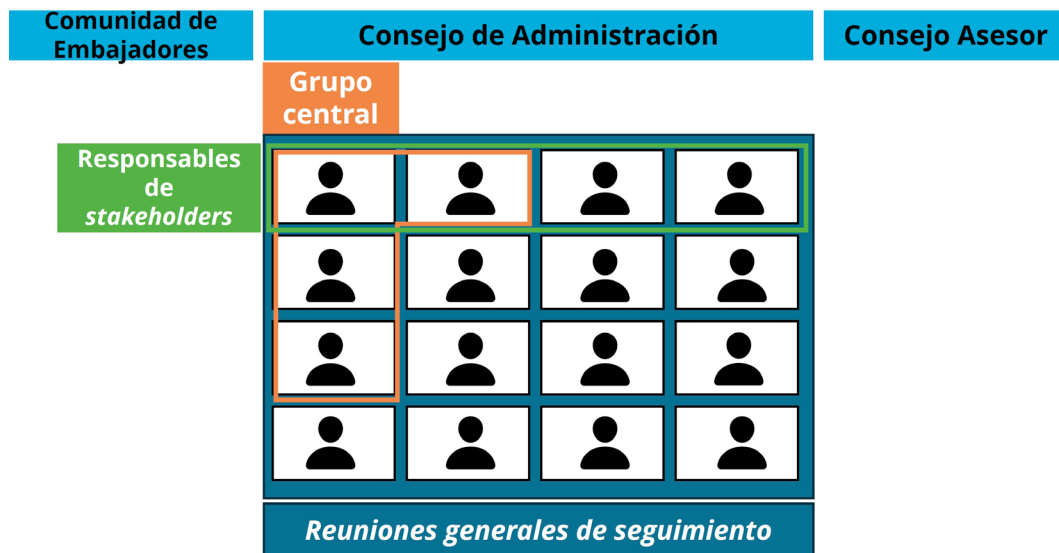 Comunidad de
Embajadores
Consejo de Administración
Consejo Asesor
Grupo
central
Responsables
de
stakeholders
Reuniones generales de seguimiento